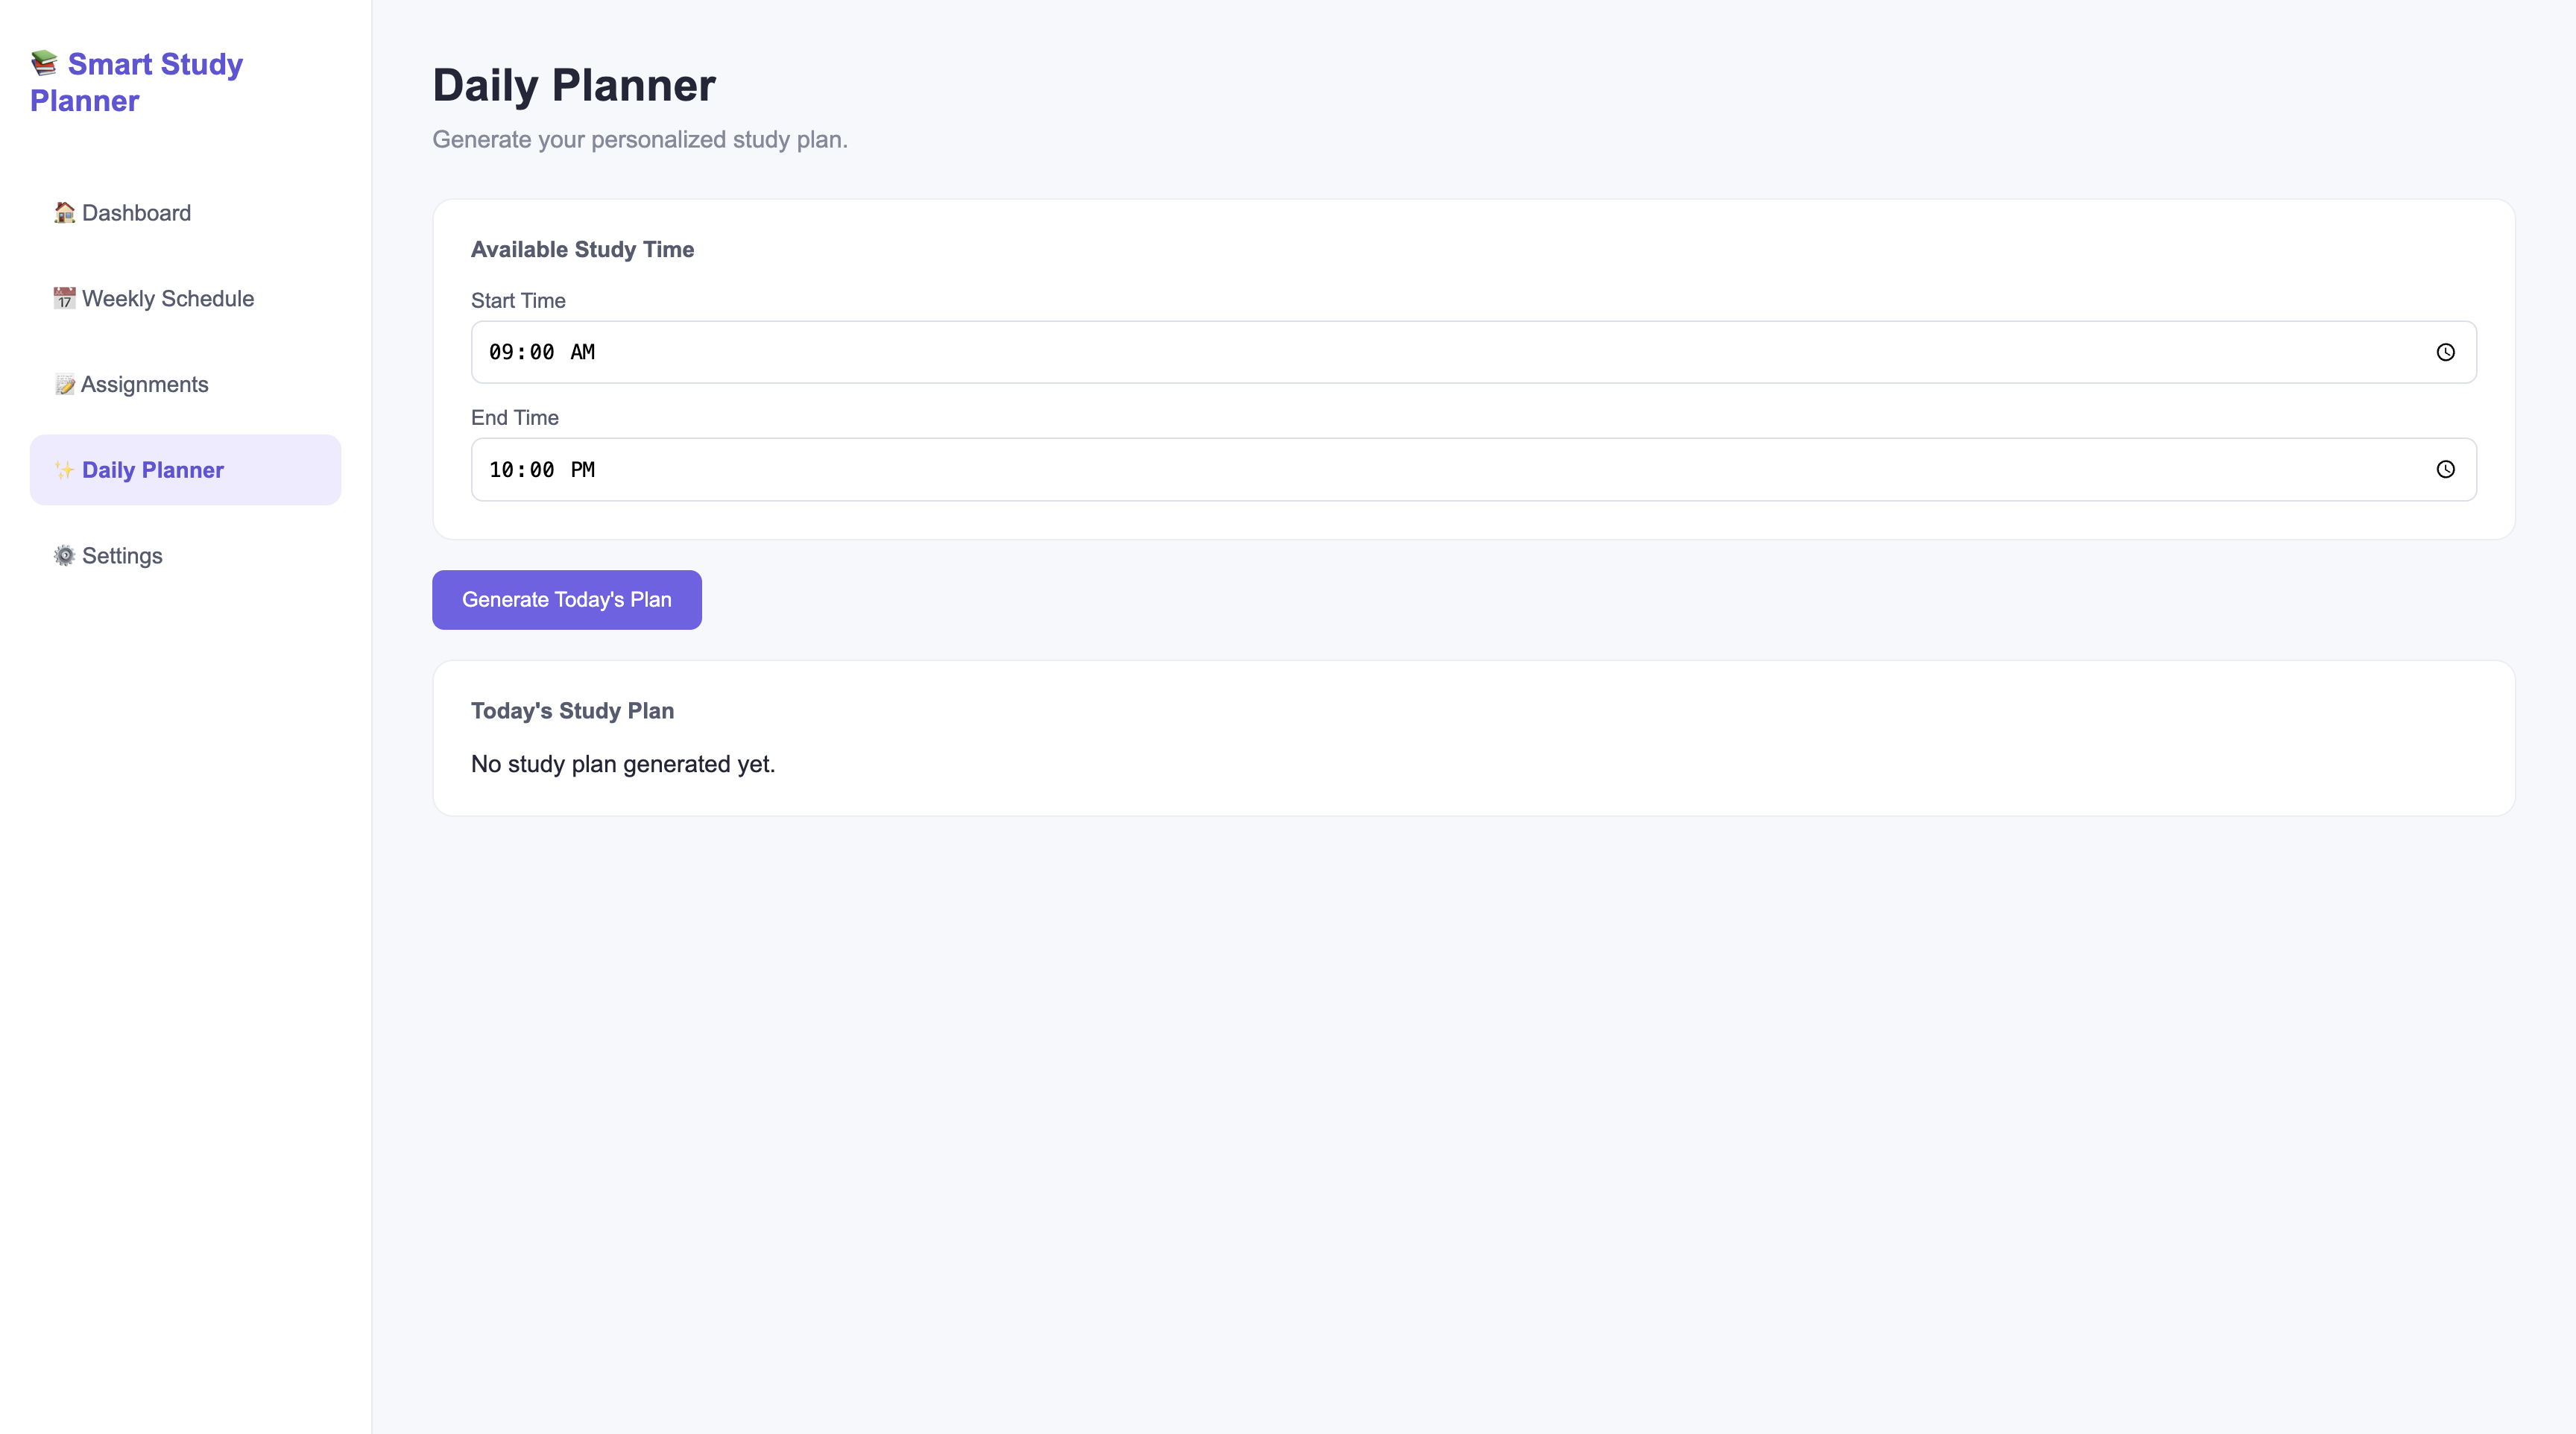 📚 Smart Study
Planner
🏠 Dashboard
📅 Weekly Schedule
📝 Assignments
✨ Daily Planner
⚙️ Settings
Daily Planner
Generate your personalized study plan.
Available Study Time
Start Time
09:00 AM
End Time
10:00 PM
Generate Today's Plan
Today's Study Plan
No study plan generated yet.